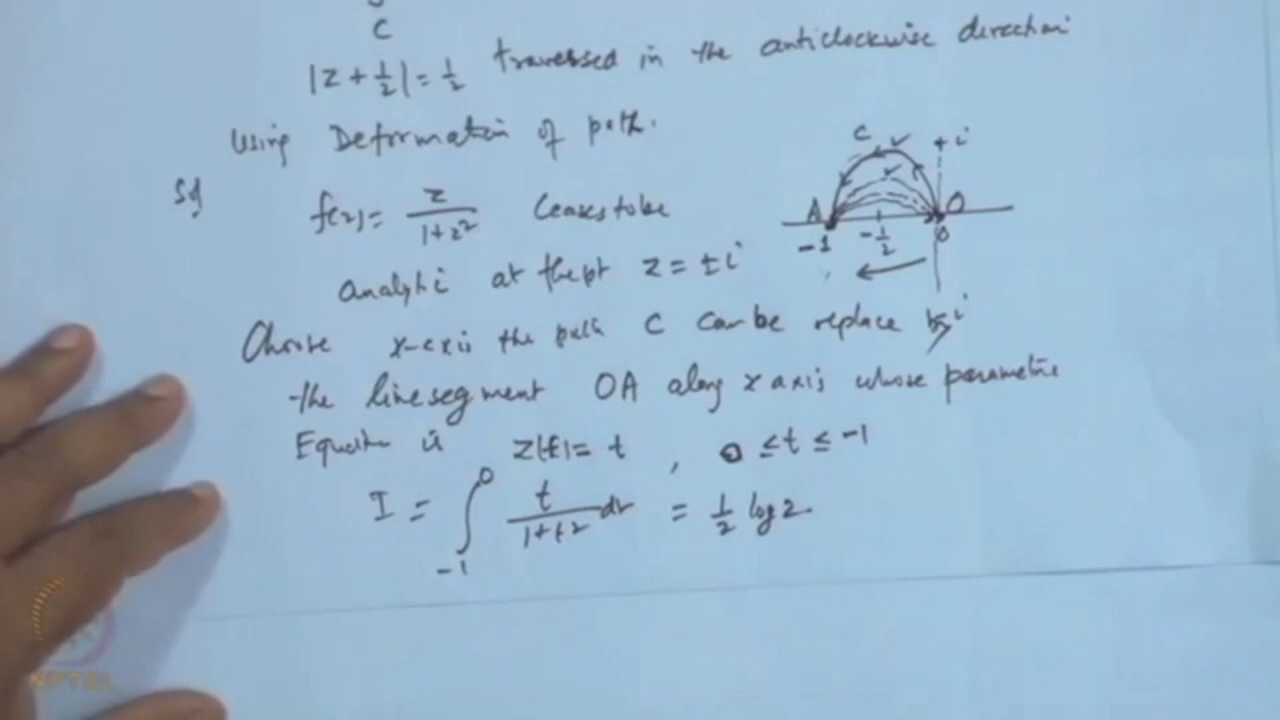 C
|z + 1/2| = 1/2 traversed in the anticlockwise direction
Using Deformation of path.
C
+ i
Sol
f(z) = z / 1+z² Ceases to be
A O
-1 -1/2 0
analytic at the pt z = ± i
-i
Choose x-axis the path C can be replace by
the line segment OA along x axis whose parametric
Equation is z(t) = t , 0 ≤ t ≤ -1
I = ∫_{-1}^{0} t / 1+t² dt = 1/2 log 2
NPTEL